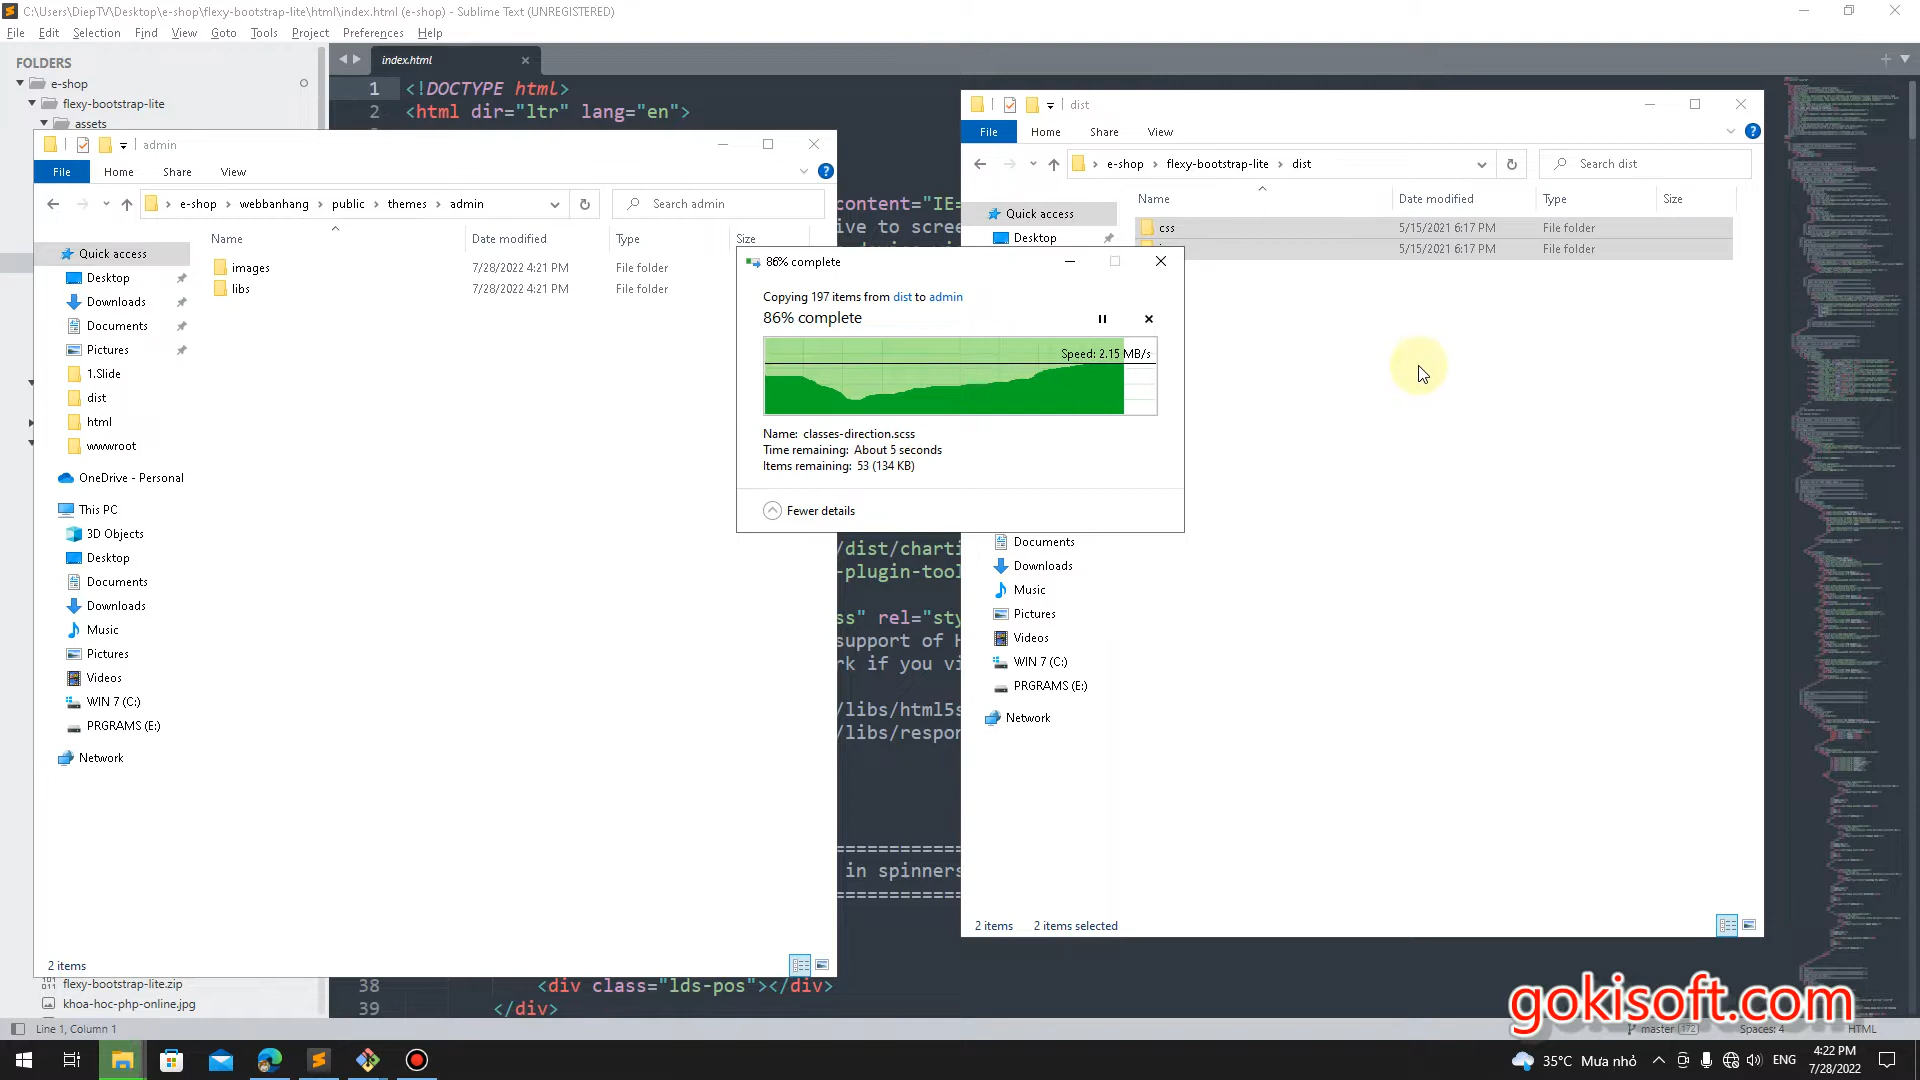 C:\Users\DiepTV\Desktop\e-shop\flexy-bootstrap-lite\html\index.html (e-shop) - Sublime Text (UNREGISTERED)
File Edit Selection Find View Goto Tools Project Preferences Help
FOLDERS
e-shop
flexy-bootstrap-lite
assets
index.html
1 <!DOCTYPE html>
2 <html dir="ltr" lang="en">
admin
File Home Share View
e-shop webbanhang public themes admin
Search admin
Name Date modified Type Size
images 7/28/2022 4:21 PM File folder
libs 7/28/2022 4:21 PM File folder
Quick access
Desktop
Downloads
Documents
Pictures
1.Slide
dist
html
wwwroot
OneDrive - Personal
This PC
3D Objects
Desktop
Documents
Downloads
Music
Pictures
Videos
WIN 7 (C:)
PRGRAMS (E:)
Network
2 items
content="IE=
ive to scree
86% complete
Copying 197 items from dist to admin
86% complete
Speed: 2.15 MB/s
Name: classes-direction.scss
Time remaining: About 5 seconds
Items remaining: 53 (134 KB)
Fewer details
/dist/charti
-plugin-tool
ss" rel="sty
support of H
rk if you vi
/libs/html5s
/libs/respon
in spinners
dist
File Home Share View
e-shop flexy-bootstrap-lite dist
Search dist
Name Date modified Type Size
css 5/15/2021 6:17 PM File folder
5/15/2021 6:17 PM File folder
Quick access
Desktop
Documents
Downloads
Music
Pictures
Videos
WIN 7 (C:)
PRGRAMS (E:)
Network
2 items 2 items selected
flexy-bootstrap-lite.zip
khoa-hoc-php-online.jpg
38 <div class="lds-pos"></div>
39 </div>
gokisoft.com
Line 1, Column 1
master 172
Spaces: 4
HTML
35°C Mưa nhỏ
ENG
4:22 PM
7/28/2022